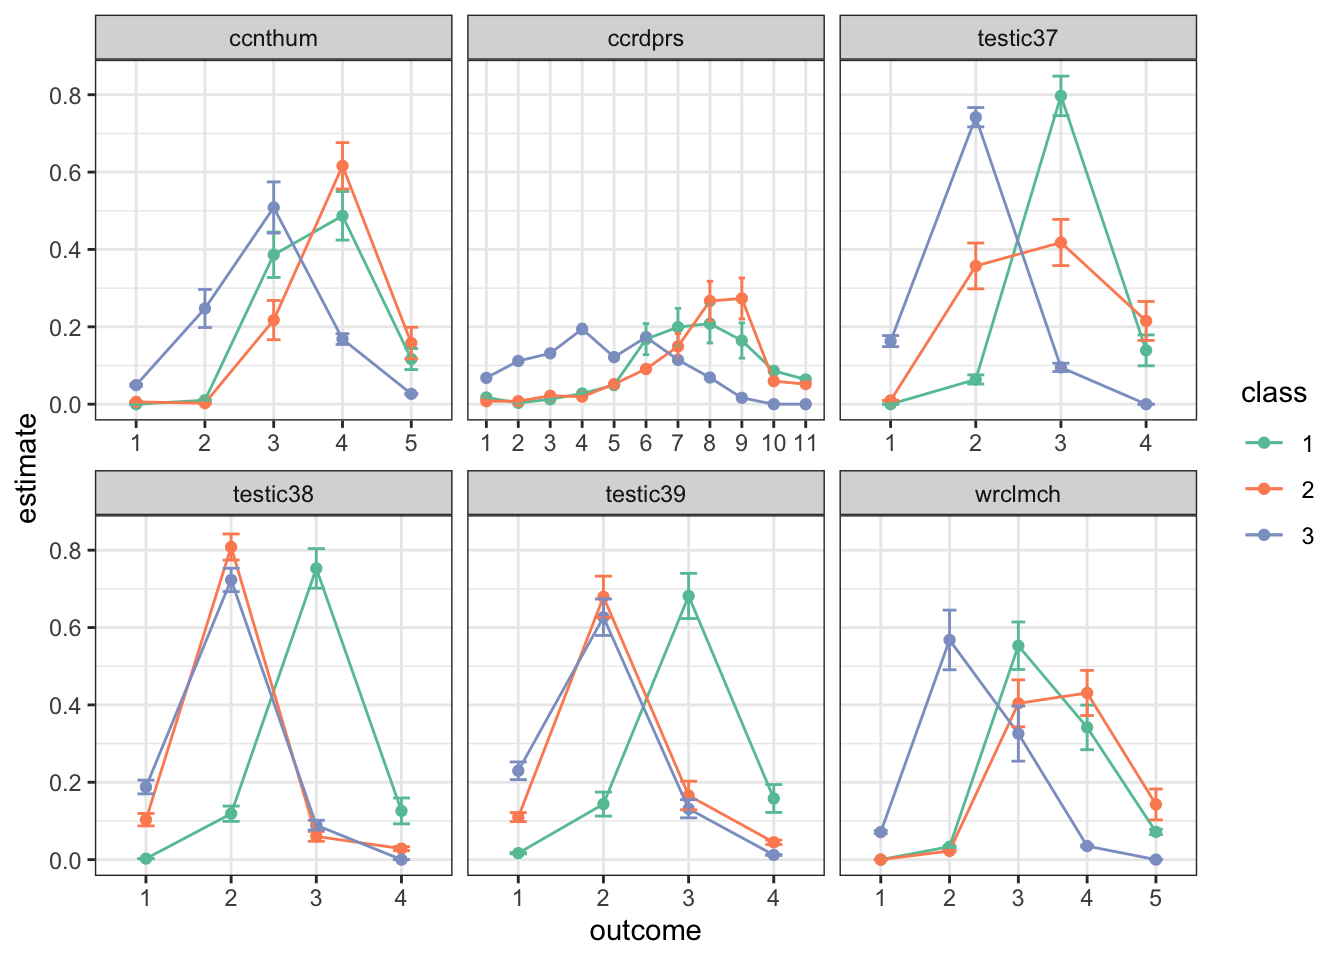 ccnthum
ccrdprs
testic37
0.8
0.6
0.4
0.2
0.0
1 2 3 4 5
1 2 3 4 5 6 7 8 9 10 11
1 2 3 4
testic38
testic39
wrclmch
0.8
0.6
0.4
0.2
0.0
1 2 3 4
1 2 3 4
1 2 3 4 5
outcome
estimate
class
1
2
3